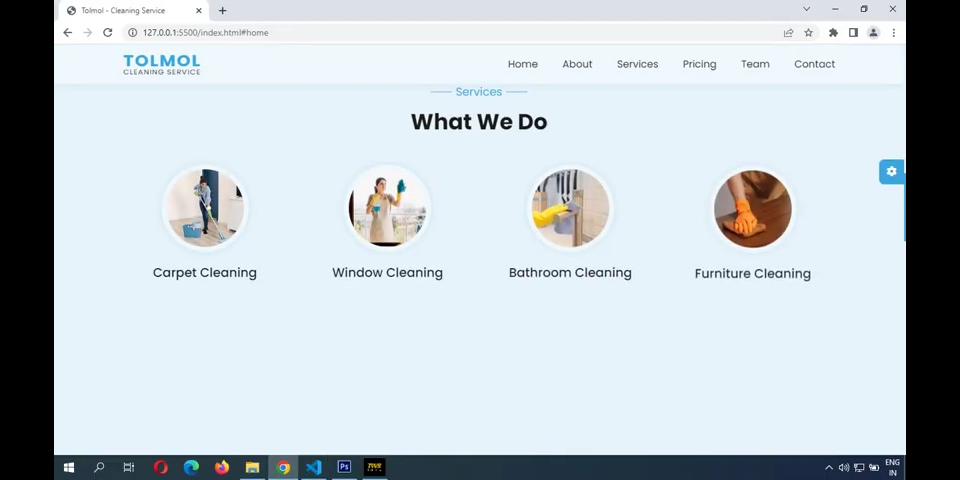 Tolmol - Cleaning Service
127.0.0.1:5500/index.html#home
TOLMOL
CLEANING SERVICE
Home About Services Pricing Team Contact
Services
What We Do
Carpet Cleaning Window Cleaning Bathroom Cleaning Furniture Cleaning
Ps
ENG
IN